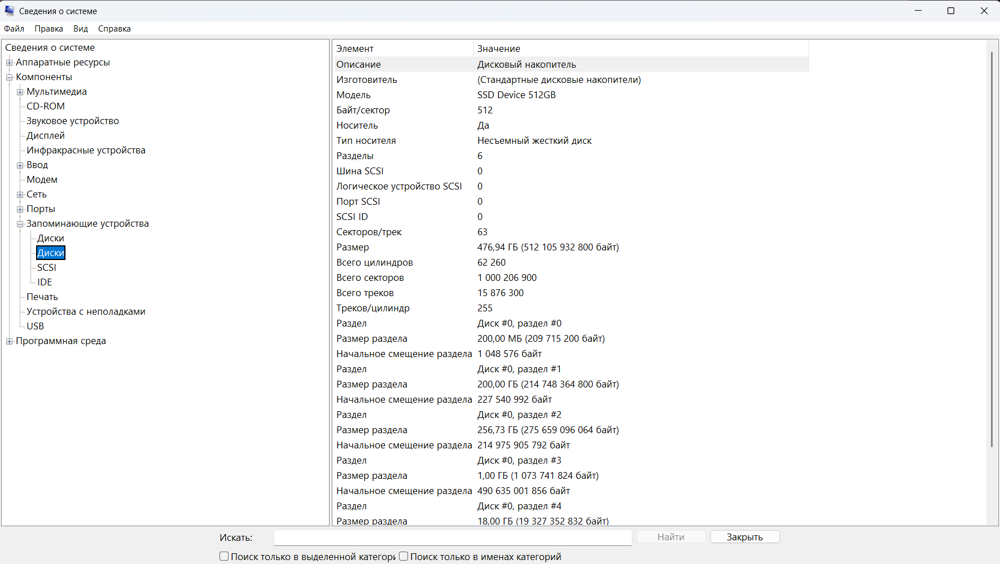 Сведения о системе
Файл Правка Вид Справка
Сведения о системе
Аппаратные ресурсы
Компоненты
Мультимедиа
CD-ROM
Звуковое устройство
Дисплей
Инфракрасные устройства
Ввод
Модем
Сеть
Порты
Запоминающие устройства
Диски
Диски
SCSI
IDE
Печать
Устройства с неполадками
USB
Программная среда
Элемент Значение
Описание Дисковый накопитель
Изготовитель (Стандартные дисковые накопители)
Модель SSD Device 512GB
Байт/сектор 512
Носитель Да
Тип носителя Несъемный жесткий диск
Разделы 6
Шина SCSI 0
Логическое устройство SCSI 0
Порт SCSI 0
SCSI ID 0
Секторов/трек 63
Размер 476,94 ГБ (512 105 932 800 байт)
Всего цилиндров 62 260
Всего секторов 1 000 206 900
Всего треков 15 876 300
Треков/цилиндр 255
Раздел Диск #0, раздел #0
Размер раздела 200,00 МБ (209 715 200 байт)
Начальное смещение раздела 1 048 576 байт
Раздел Диск #0, раздел #1
Размер раздела 200,00 ГБ (214 748 364 800 байт)
Начальное смещение раздела 227 540 992 байт
Раздел Диск #0, раздел #2
Размер раздела 256,73 ГБ (275 659 096 064 байт)
Начальное смещение раздела 214 975 905 792 байт
Раздел Диск #0, раздел #3
Размер раздела 1,00 ГБ (1 073 741 824 байт)
Начальное смещение раздела 490 635 001 856 байт
Раздел Диск #0, раздел #4
Размер раздела 18,00 ГБ (19 327 352 832 байт)
Искать: Найти Закрыть
Поиск только в выделенной категори Поиск только в именах категорий